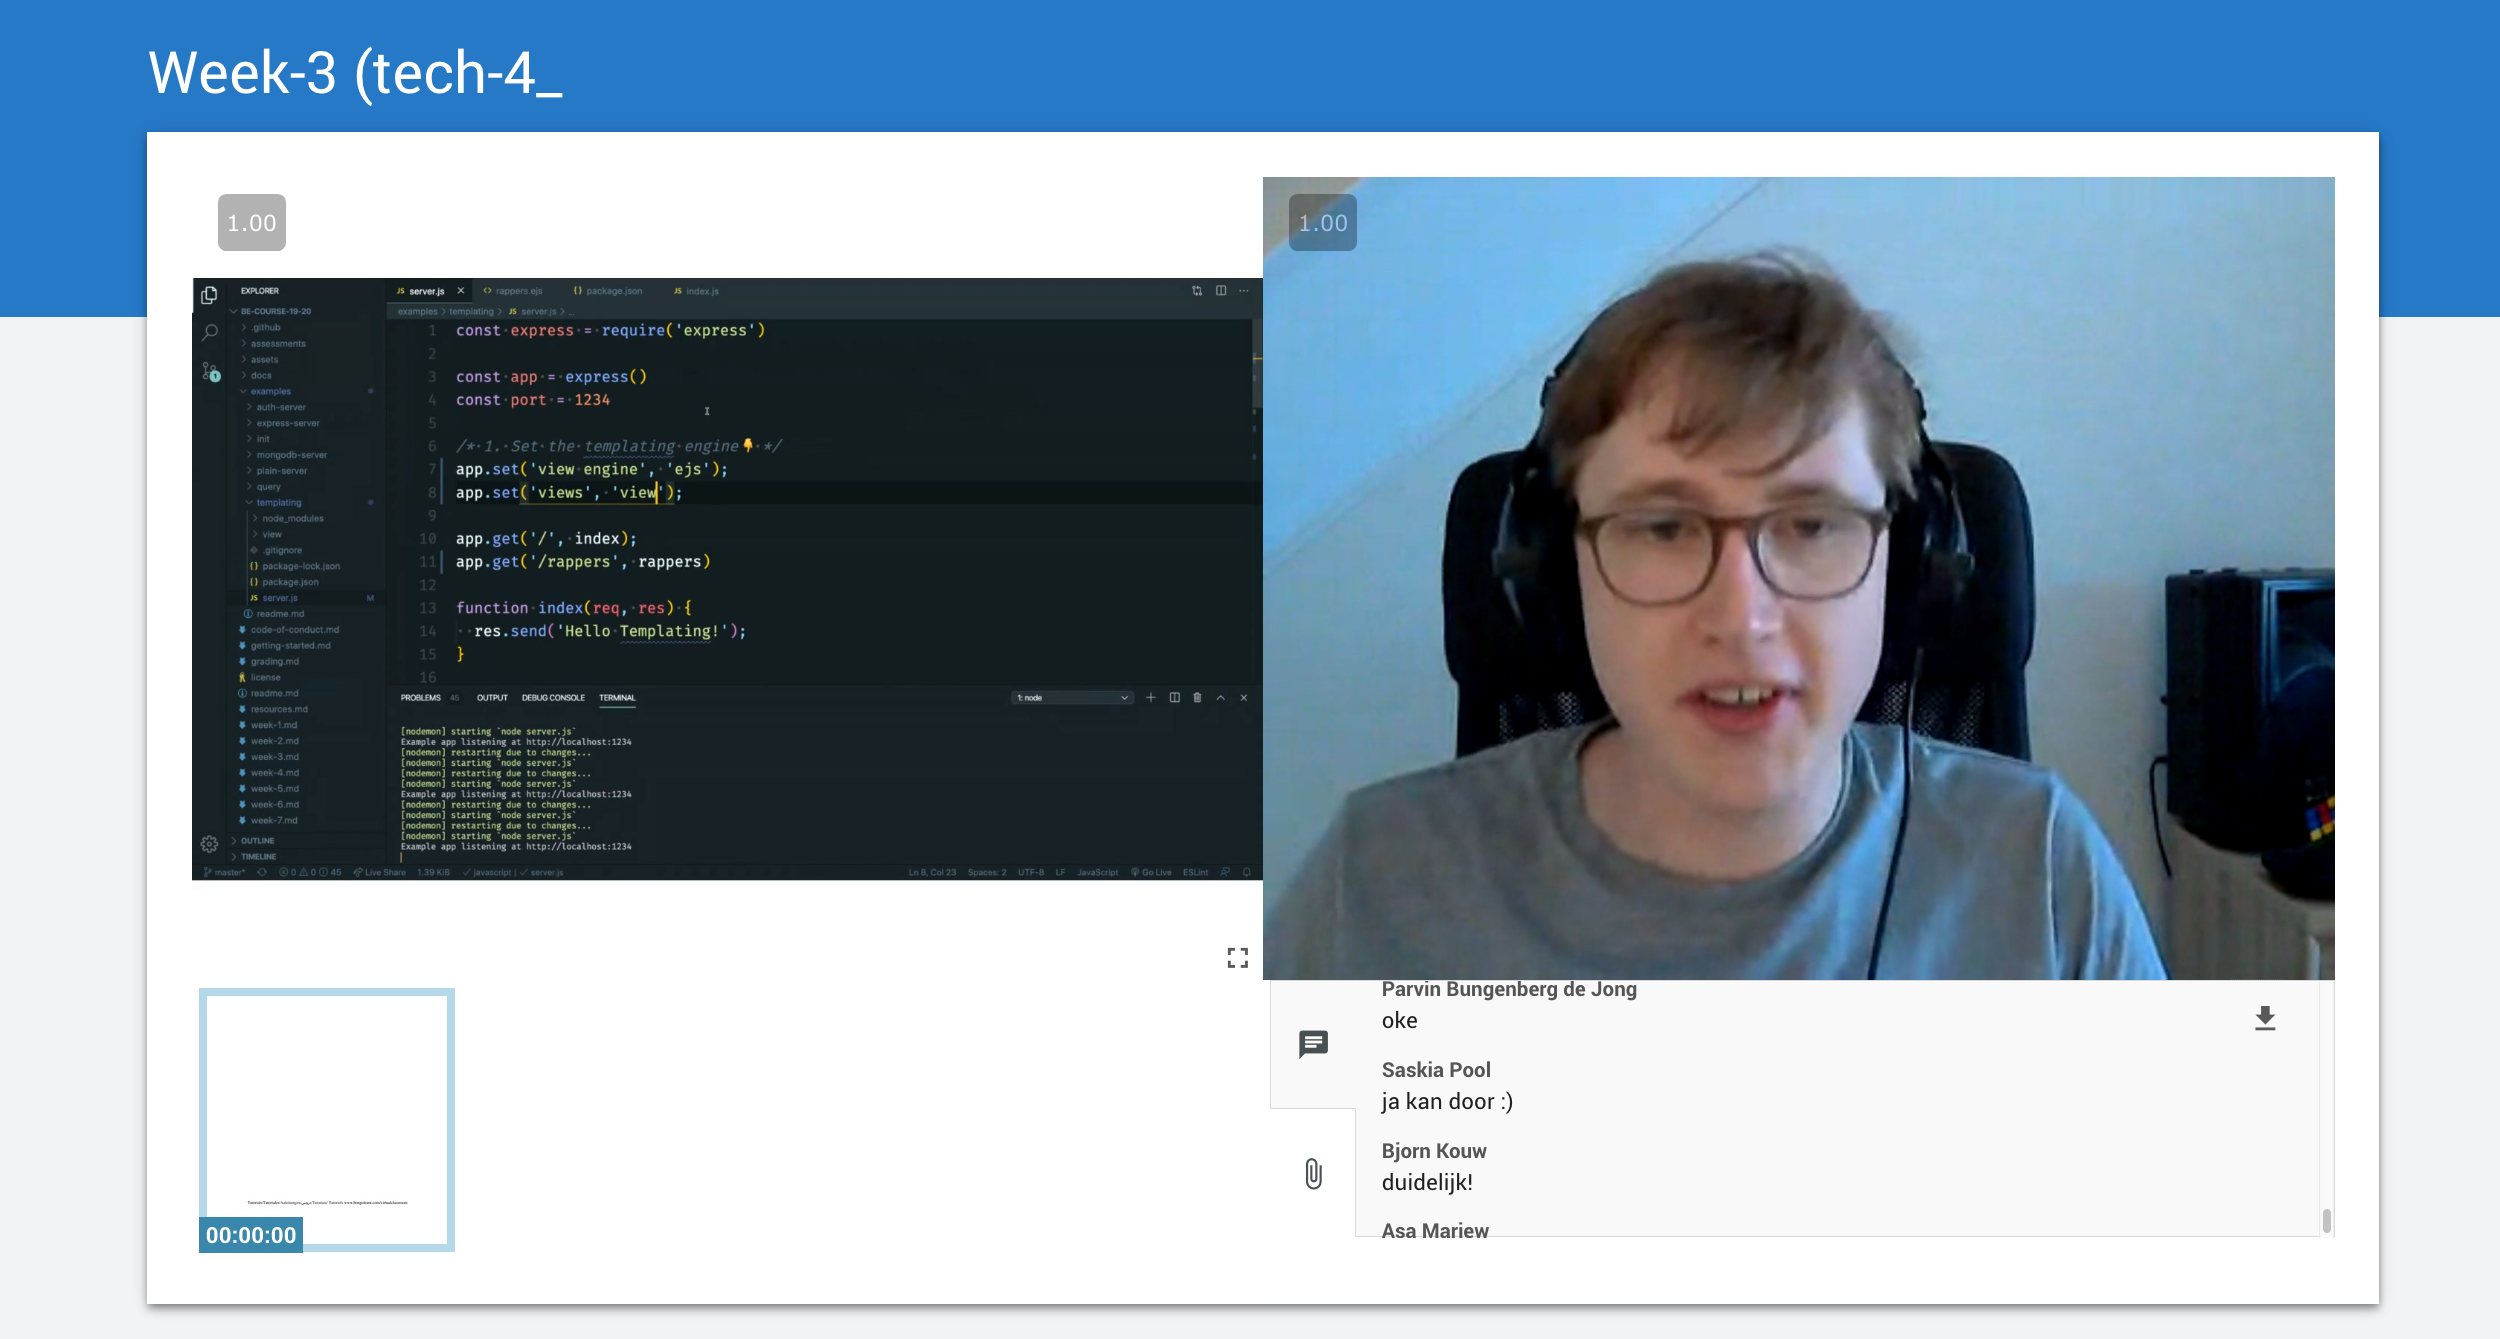 Week-3 (tech-4_
1.00
1.00
EXPLORER
BE-COURSE-19-20
.github
assessments
assets
docs
examples
auth-server
express-server
init
mongodb-server
plain-server
query
templating
node_modules
view
.gitignore
package-lock.json
package.json
JS server.js M
readme.md
code-of-conduct.md
getting-started.md
grading.md
license
readme.md
resources.md
week-1.md
week-2.md
week-3.md
week-4.md
week-5.md
week-6.md
week-7.md
OUTLINE
TIMELINE
JS server.js × <> rappers.ejs {} package.json JS index.js
examples > templating > JS server.js > ...
1 const express = require('express')
2
3 const app = express()
4 const port = 1234
5
6 /* 1. Set the templating engine👇 */
7 app.set('view engine', 'ejs');
8 app.set('views', 'view');
9
10 app.get('/', index);
11 app.get('/rappers', rappers)
12
13 function index(req, res) {
14 res.send('Hello Templating!');
15 }
16
PROBLEMS 45 OUTPUT DEBUG CONSOLE TERMINAL 1: node
[nodemon] starting `node server.js`
Example app listening at http://localhost:1234
[nodemon] restarting due to changes...
[nodemon] starting `node server.js`
[nodemon] restarting due to changes...
[nodemon] starting `node server.js`
Example app listening at http://localhost:1234
[nodemon] restarting due to changes...
[nodemon] starting `node server.js`
[nodemon] restarting due to changes...
[nodemon] starting `node server.js`
Example app listening at http://localhost:1234
master* 0 0 45 Live Share 1.39 KiB javascript | server.js Ln 8, Col 23 Spaces: 2 UTF-8 LF JavaScript Go Live ESLint
Parvin Bungenberg de Jong
oke
Saskia Pool
ja kan door :)
Bjorn Kouw
duidelijk!
Asa Mariew
00:00:00